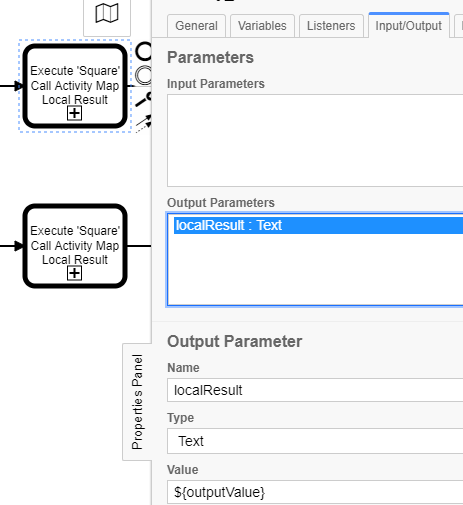 General
Variables
Listeners
Input/Output
Execute 'Square'
Call Activity Map
Local Result
Execute 'Square'
Call Activity Map
Local Result
Parameters
Input Parameters
Output Parameters
localResult : Text
Output Parameter
Name
localResult
Type
Text
Value
${outputValue}
Properties Panel